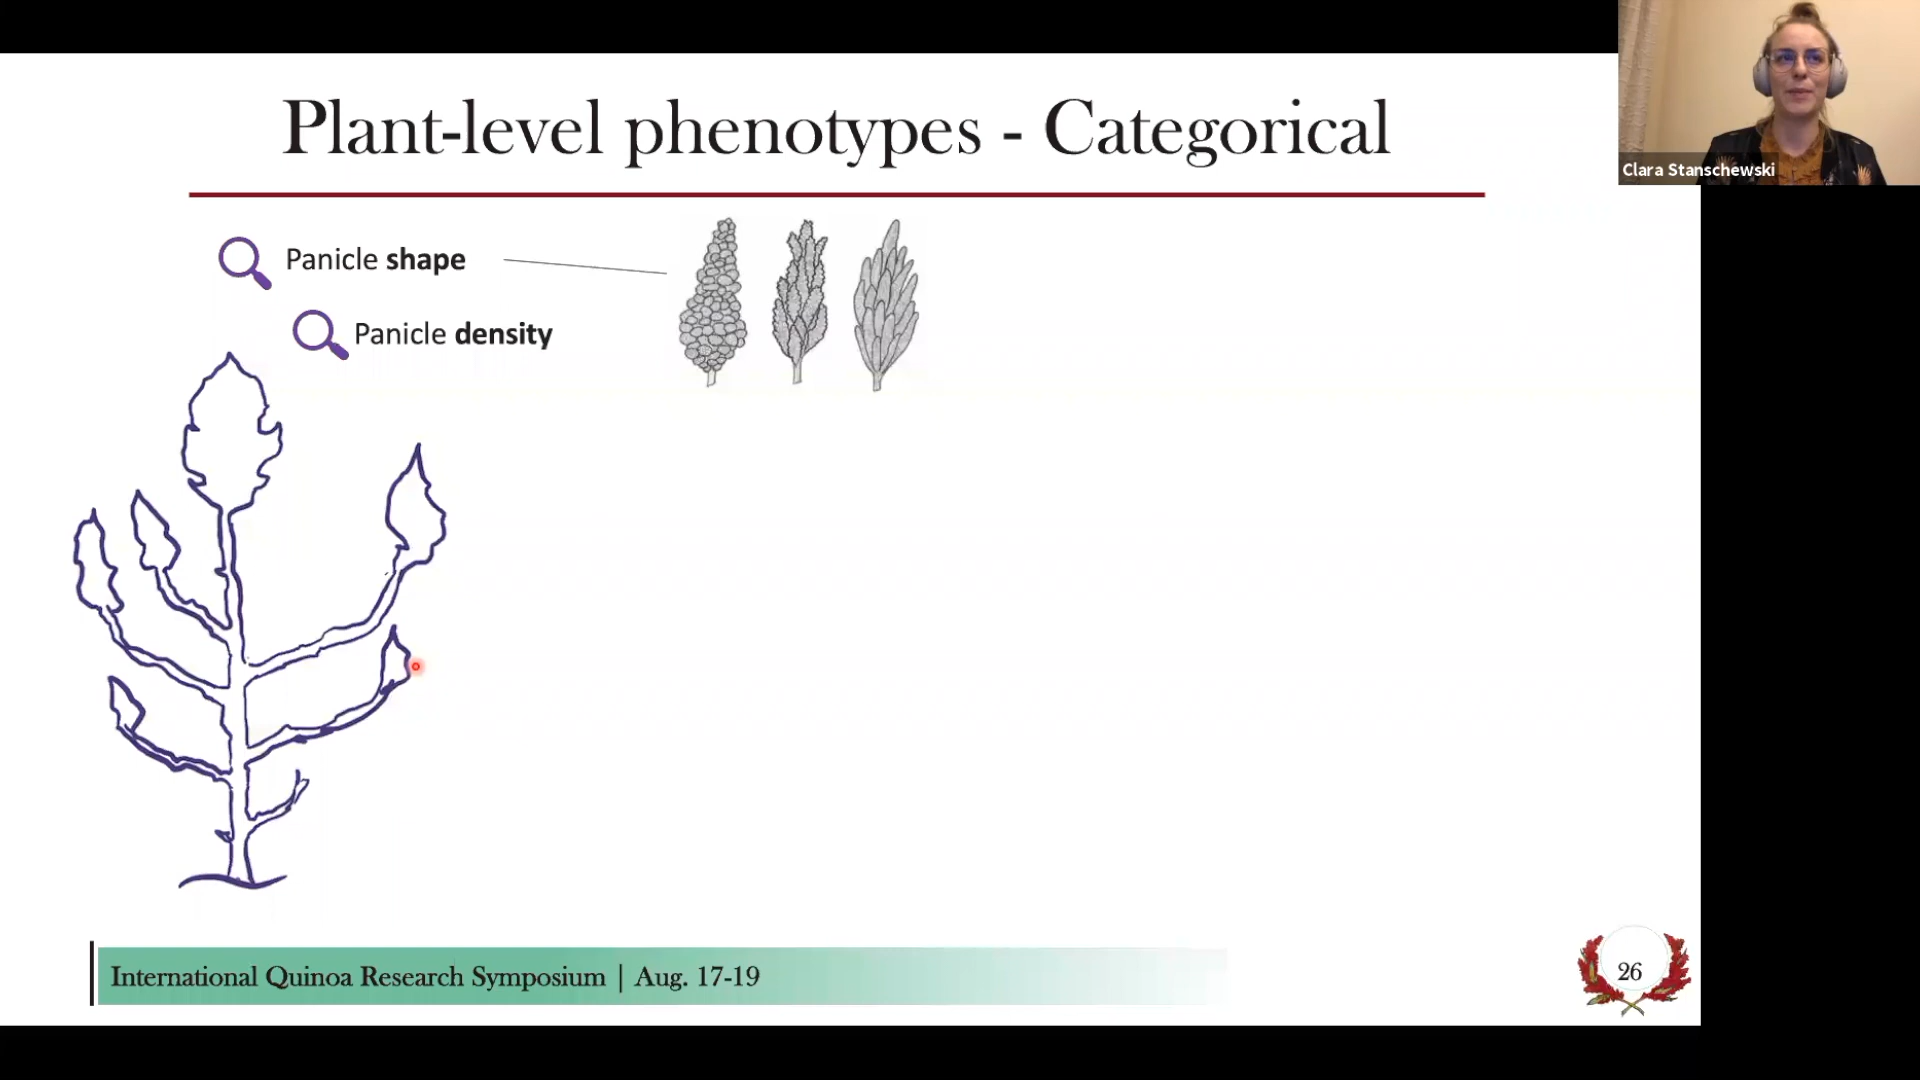 Plant-level phenotypes - Categorical
Clara Stanschewski
Panicle shape
Panicle density
International Quinoa Research Symposium | Aug. 17-19
26